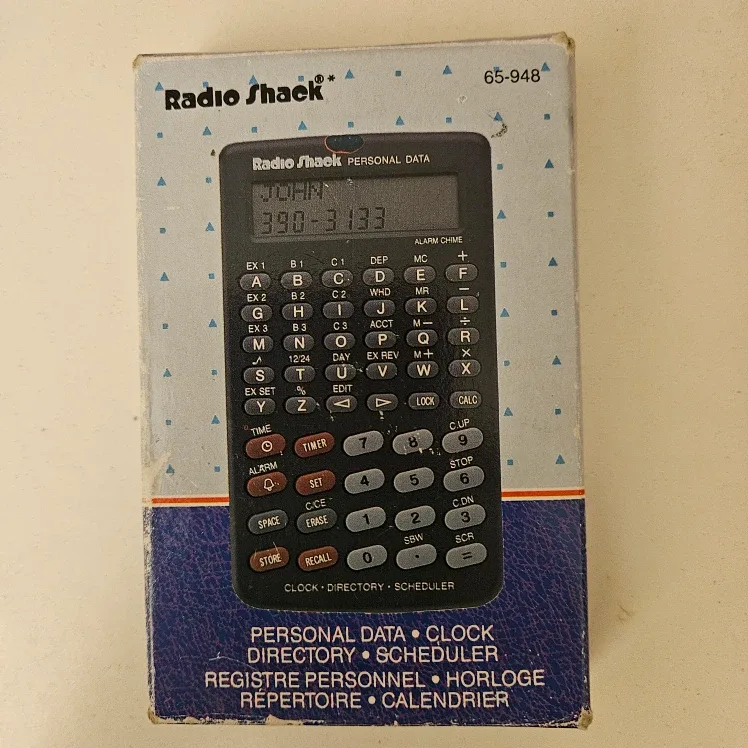 Radio Shack®*
65-948
Radio Shack PERSONAL DATA
JOHN
390-3133
ALARM CHIME
EX 1 B 1 C 1 DEP MC +
A B C D E F
EX 2 B 2 C 2 WHD MR −
G H I J K L
EX 3 B 3 C 3 ACCT M− ÷
M N O P Q R
12/24 DAY EX REV M+ ×
S T U V W X
EX SET % EDIT
Y Z ◁ ▷ LOCK CALC
TIME C.UP
TIMER 7 8 9
ALARM STOP
SET 4 5 6
C/CE C.DN
SPACE ERASE 1 2 3
SBW SCR
STORE RECALL 0 · =
CLOCK • DIRECTORY • SCHEDULER
PERSONAL DATA • CLOCK
DIRECTORY • SCHEDULER
REGISTRE PERSONNEL • HORLOGE
RÉPERTOIRE • CALENDRIER